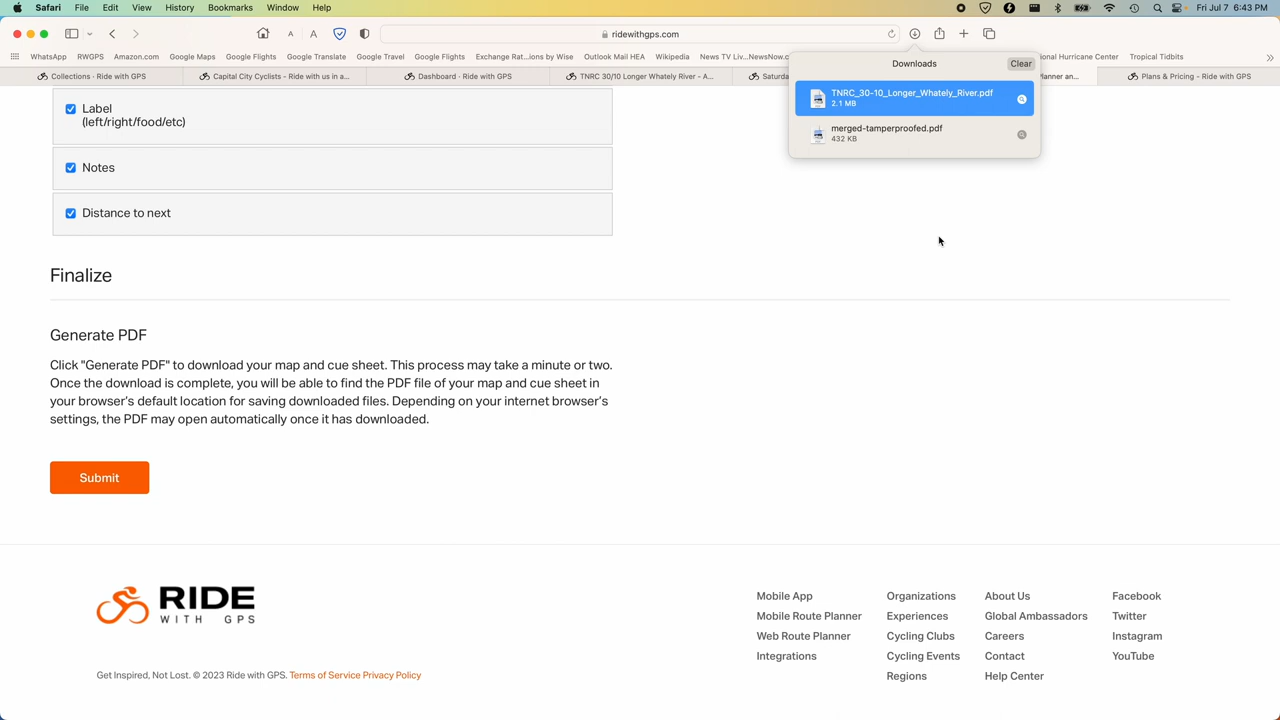 Safari File Edit View History Bookmarks Window Help
Fri Jul 7 6:43 PM
A A
ridewithgps.com
WhatsApp RWGPS Amazon.com Google Maps Google Flights Google Translate Google Travel Google Flights Exchange Rat...ions by Wise Outlook Mail HEA Wikipedia News TV Liv...NewsNow.c
onal Hurricane Center Tropical Tidbits
Collections · Ride with GPS
Capital City Cyclists - Ride with us in a...
Dashboard · Ride with GPS
TNRC 30/10 Longer Whately River - A...
Saturda
Planner an...
Plans & Pricing - Ride with GPS
Downloads
Clear
TNRC_30-10_Longer_Whately_River.pdf
2.1 MB
merged-tamperproofed.pdf
432 KB
Label
(left/right/food/etc)
Notes
Distance to next
Finalize
Generate PDF
Click "Generate PDF" to download your map and cue sheet. This process may take a minute or two.
Once the download is complete, you will be able to find the PDF file of your map and cue sheet in
your browser's default location for saving downloaded files. Depending on your internet browser's
settings, the PDF may open automatically once it has downloaded.
Submit
RIDE
WITH GPS
Mobile App
Mobile Route Planner
Web Route Planner
Integrations
Organizations
Experiences
Cycling Clubs
Cycling Events
Regions
About Us
Global Ambassadors
Careers
Contact
Help Center
Facebook
Twitter
Instagram
YouTube
Get Inspired, Not Lost. © 2023 Ride with GPS. Terms of Service Privacy Policy